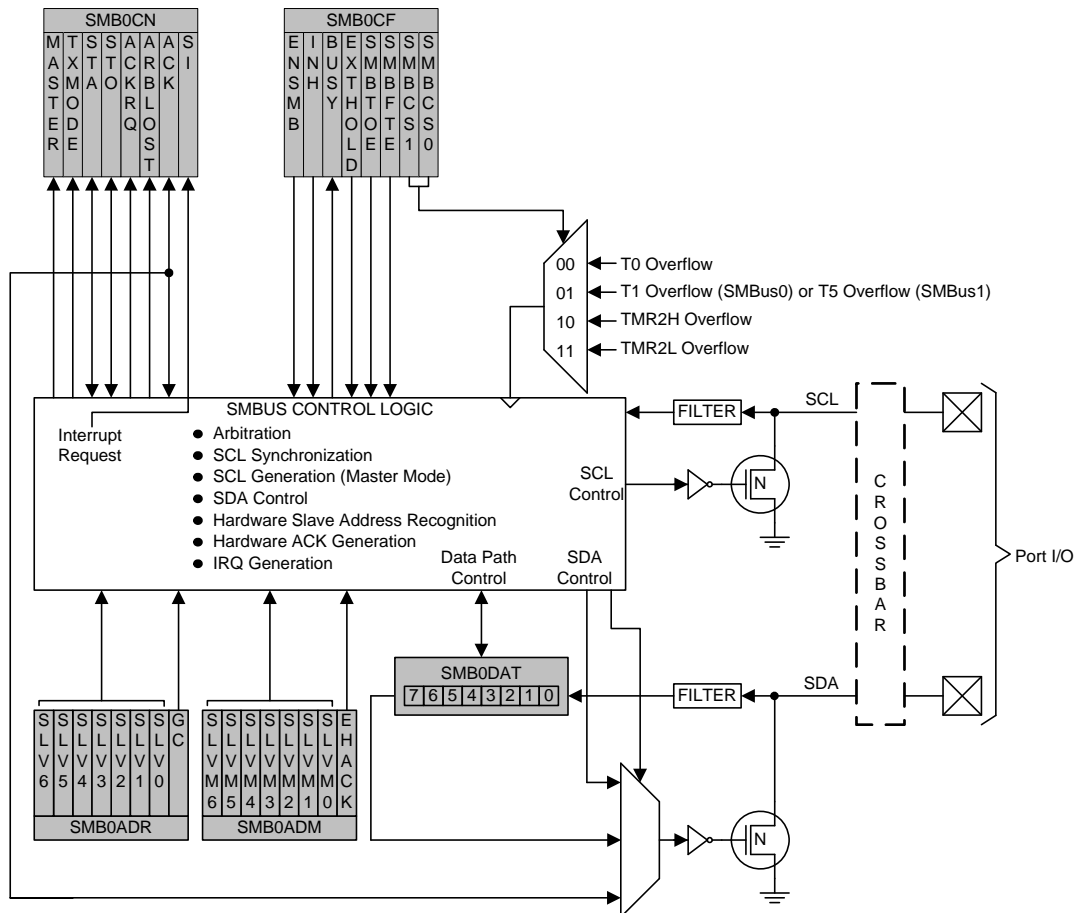 SMB0CN
MASTER
TXMODE
STA
STO
ACKRQ
ARBLOST
ACK
SI
SMB0CF
ENSMB
INH
BUSY
EXTHOLD
SMBTOE
SMBFTE
SMBCS1
SMBCS0
00
T0 Overflow
01
T1 Overflow (SMBus0) or T5 Overflow (SMBus1)
10
TMR2H Overflow
11
TMR2L Overflow
SMBUS CONTROL LOGIC
Interrupt
Request
● Arbitration
● SCL Synchronization
● SCL Generation (Master Mode)
● SDA Control
● Hardware Slave Address Recognition
● Hardware ACK Generation
● IRQ Generation
SCL
Control
Data Path
Control
SDA
Control
FILTER
SCL
N
CROSSBAR
Port I/O
SMB0DAT
7 6 5 4 3 2 1 0
FILTER
SDA
N
SLV6
SLV5
SLV4
SLV3
SLV2
SLV1
SLV0
GC
SMB0ADR
SLVM6
SLVM5
SLVM4
SLVM3
SLVM2
SLVM1
SLVM0
EHACK
SMB0ADM